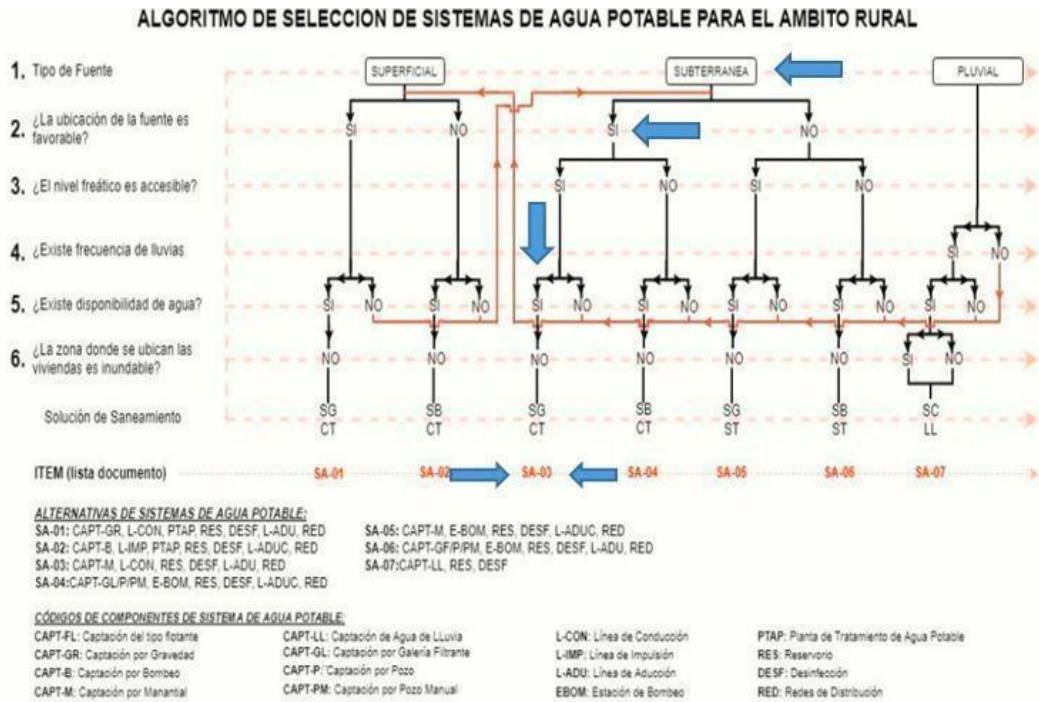 ALGORITMO DE SELECCION DE SISTEMAS DE AGUA POTABLE PARA EL AMBITO RURAL
1. Tipo de Fuente
SUPERFICIAL SUBTERRANEA PLUVIAL
2. ¿La ubicación de la fuente es favorable?
SI NO SI NO
3. ¿El nivel freático es accesible?
SI NO SI NO
4. ¿Existe frecuencia de lluvias
SI NO
5. ¿Existe disponibilidad de agua?
SI NO SI NO SI NO SI NO SI NO SI NO SI NO
6. ¿La zona donde se ubican las viviendas es inundable?
NO NO NO NO NO NO SI NO
Solución de Saneamiento
SG SB SG SB SG SB SC
CT CT CT CT ST ST LL
ITEM (lista documento) SA-01 SA-02 SA-03 SA-04 SA-05 SA-06 SA-07
ALTERNATIVAS DE SISTEMAS DE AGUA POTABLE:
SA-01: CAPT-GR, L-CON, PTAP, RES, DESF, L-ADU, RED
SA-02: CAPT-B, L-IMP, PTAP, RES, DESF, L-ADUC, RED
SA-03: CAPT-M, L-CON, RES, DESF, L-ADU, RED
SA-04:CAPT-GL/P/PM, E-BOM, RES, DESF, L-ADUC, RED
SA-05: CAPT-M, E-BOM, RES, DESF, L-ADUC, RED
SA-06: CAPT-GF/P/PM, E-BOM, RES, DESF, L-ADU, RED
SA-07:CAPT-LL, RES, DESF
CÓDIGOS DE COMPONENTES DE SISTEMA DE AGUA POTABLE:
CAPT-FL: Captación del tipo flotante
CAPT-GR: Captación por Gravedad
CAPT-B: Captación por Bombeo
CAPT-M: Captación por Manantial
CAPT-LL: Captación de Agua de LLuvia
CAPT-GL: Captación por Galería Filtrante
CAPT-P: Captación por Pozo
CAPT-PM: Captación por Pozo Manual
L-CON: Línea de Conducción
L-IMP: Línea de Impulsión
L-ADU: Línea de Aducción
EBOM: Estación de Bombeo
PTAP: Planta de Tratamiento de Agua Potable
RES: Reservorio
DESF: Desinfección
RED: Redes de Distribución